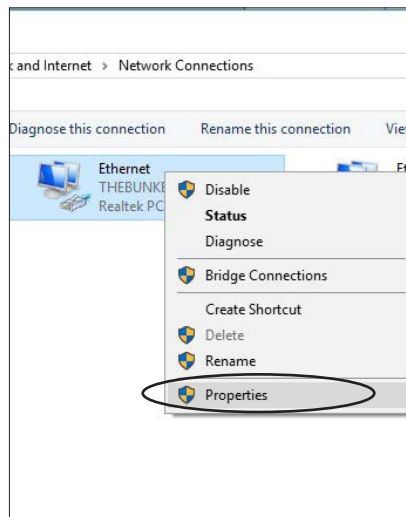 and Internet > Network Connections
Diagnose this connection Rename this connection
Ethernet
Realtek PC
Disable
Status
Diagnose
Bridge Connections
Create Shortcut
Delete
Rename
Properties